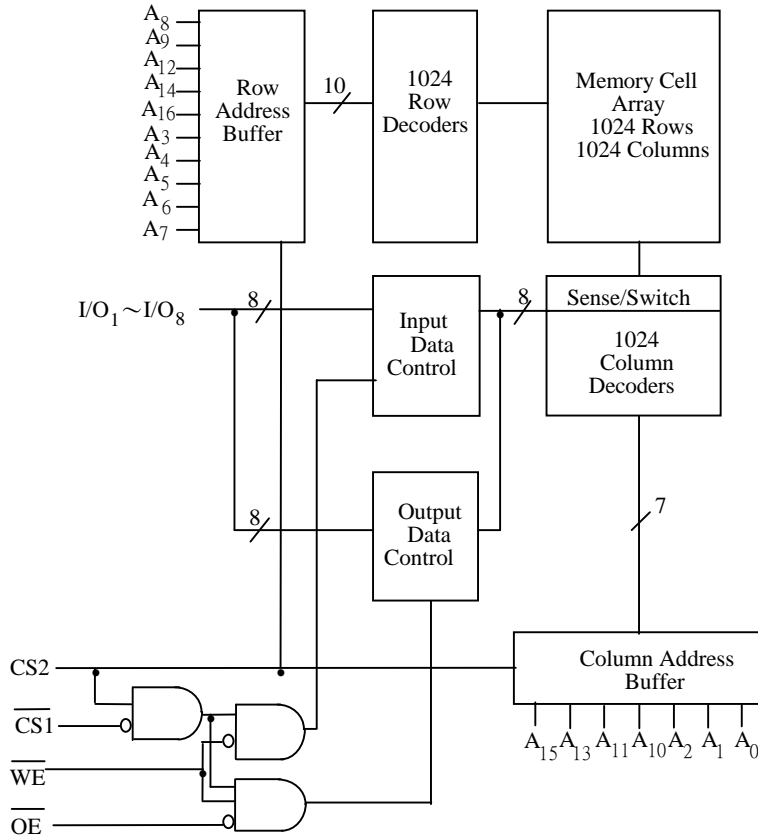 A8
A9
A12
A14
A16
A3
A4
A5
A6
A7
Row
Address
Buffer
10
1024
Row
Decoders
Memory Cell
Array
1024 Rows
1024 Columns
I/O1~I/O8
8
Input
Data
Control
8
Sense/Switch
1024
Column
Decoders
8
Output
Data
Control
7
CS2
CS1
WE
OE
Column Address
Buffer
A15 A13 A11 A10 A2 A1 A0